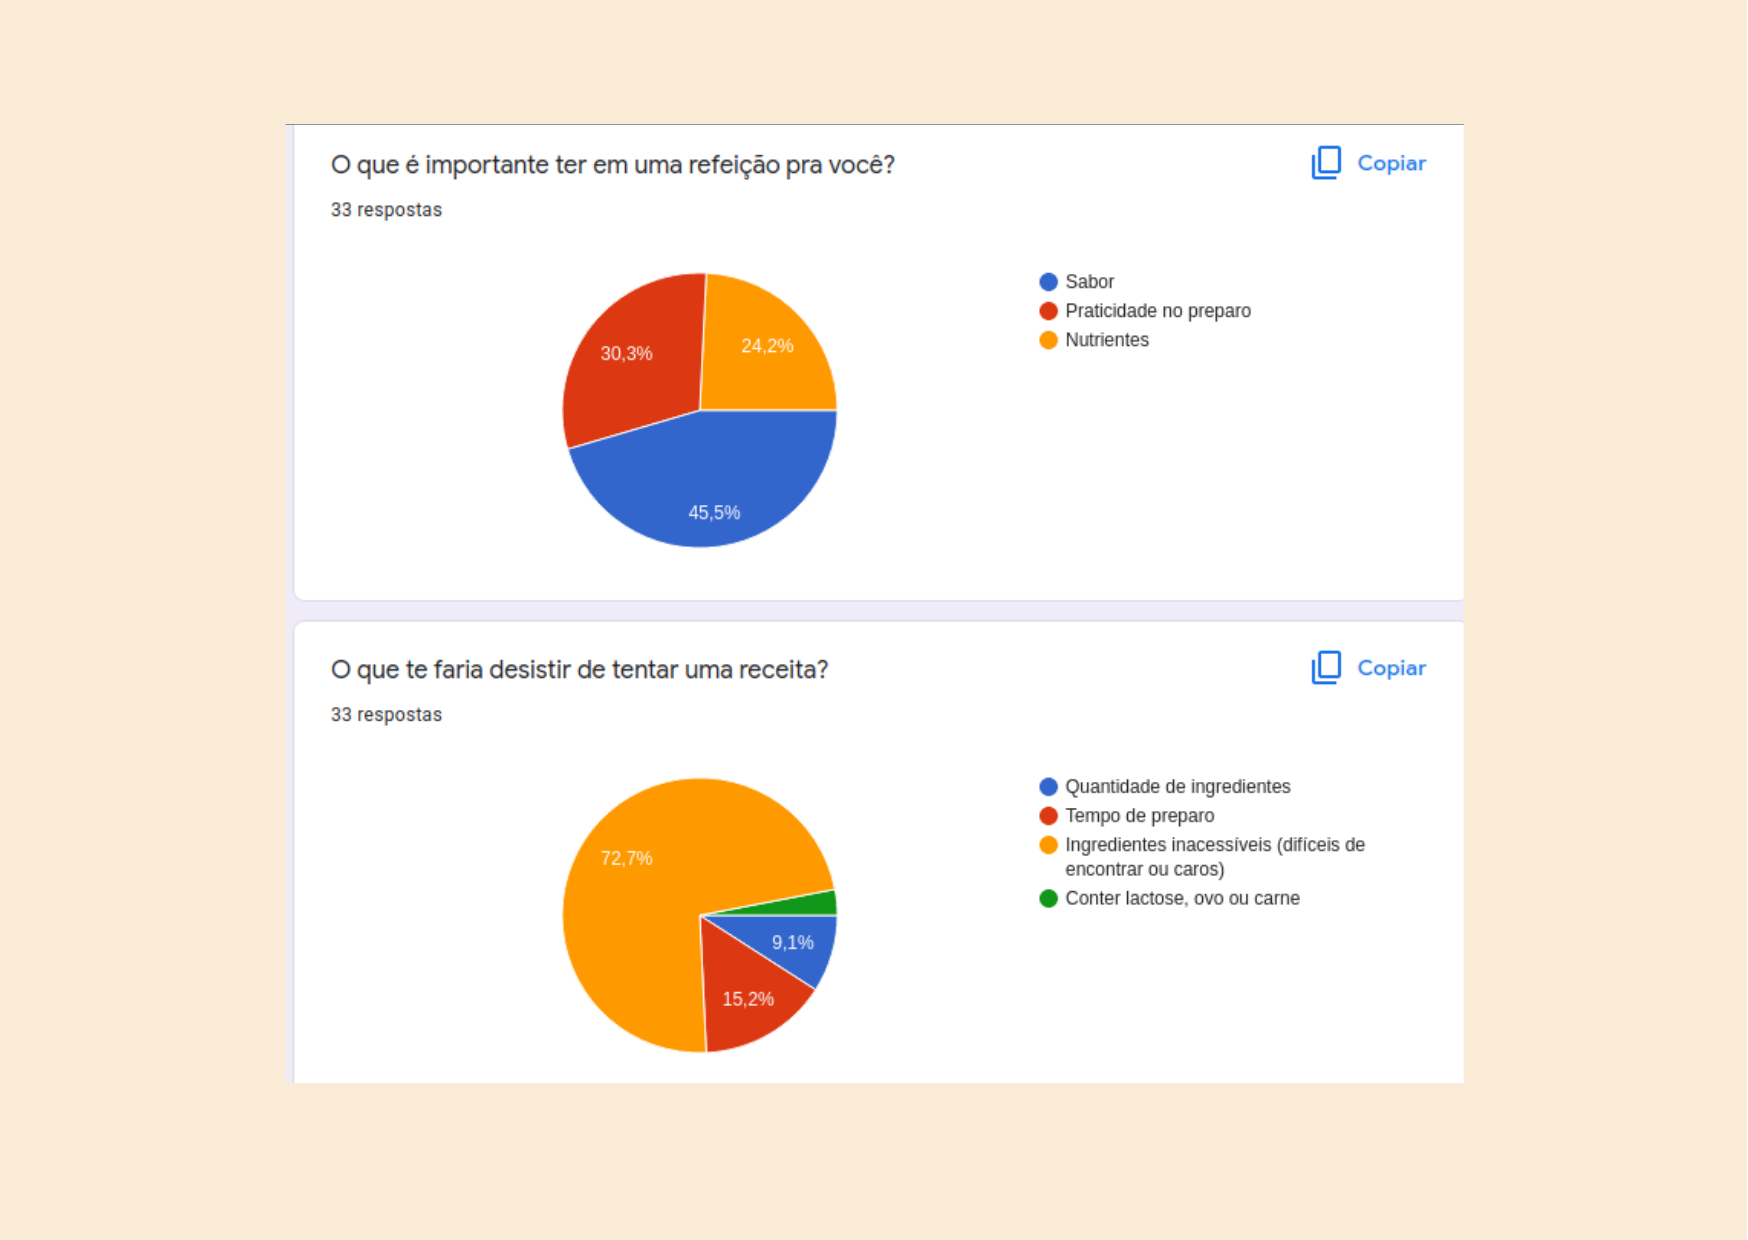 O que é importante ter em uma refeição pra você?
Copiar
33 respostas
Sabor
Praticidade no preparo
Nutrientes
30,3%
24,2%
45,5%
O que te faria desistir de tentar uma receita?
Copiar
33 respostas
Quantidade de ingredientes
Tempo de preparo
Ingredientes inacessíveis (difíceis de
encontrar ou caros)
Conter lactose, ovo ou carne
72,7%
9,1%
15,2%